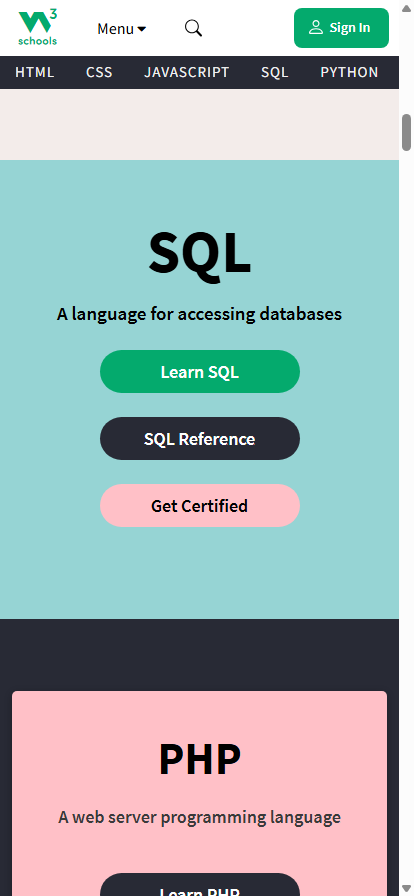 3
schools
Menu
Sign In
HTML CSS JAVASCRIPT SQL PYTHON
SQL
A language for accessing databases
Learn SQL
SQL Reference
Get Certified
PHP
A web server programming language
Learn PHP